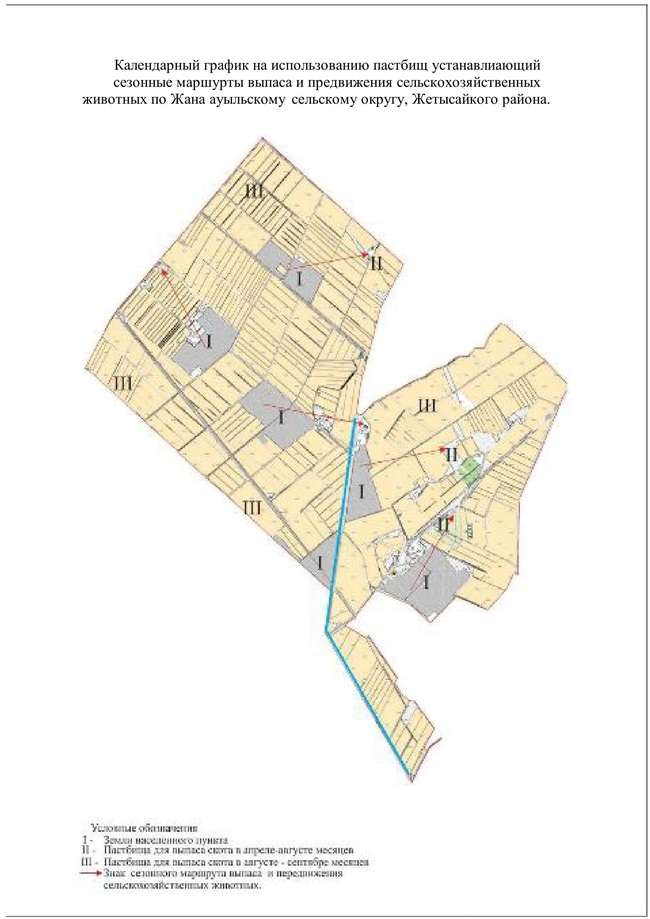 Календарный график на использованию пастбищ устанавлиающий
сезонные маршурты выпаса и предвижения сельскохозяйственных
животных по Жана ауыльскому сельскому округу, Жетысайкого района.
III
I
II
I
III
I
III
II
I
III
II
I
I
Условные обозначения
I - Земли населенного пункта
II - Пастбища для выпаса скота в апреле-августе месяцев
III - Пастбища для выпаса скота в августе - сентябре месяцев
Знак сезонного маршрута выпаса и передвижения
сельскохозяйственных животных.